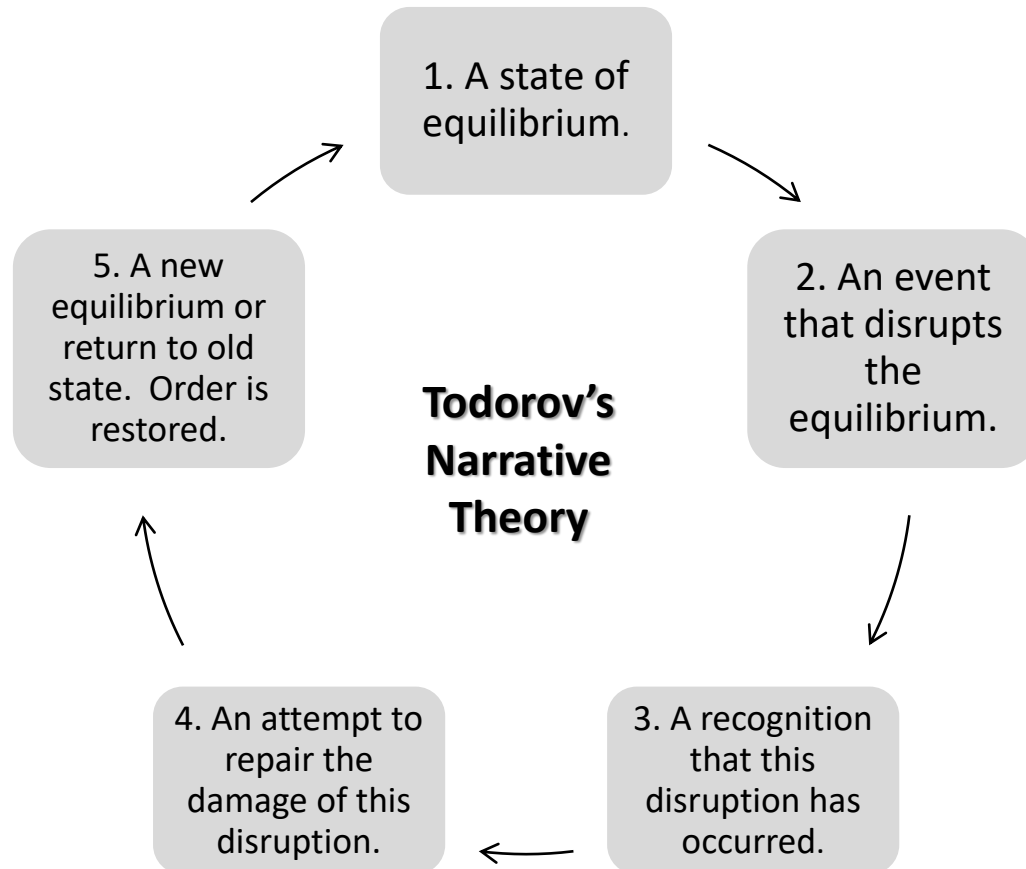 1. A state of
equilibrium.
2. An event
that disrupts
the
equilibrium.
3. A recognition
that this
disruption has
occurred.
4. An attempt to
repair the
damage of this
disruption.
5. A new
equilibrium or
return to old
state.  Order is
restored.
Todorov’s
Narrative
Theory